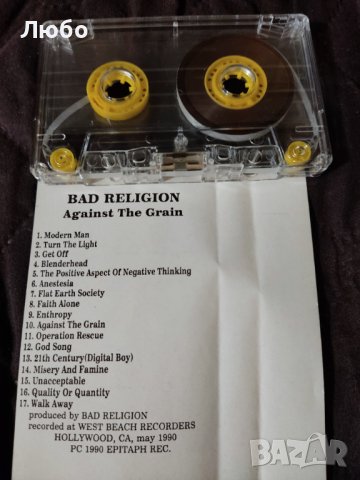 Любо
BAD RELIGION
Against The Grain
1. Modern Man
2. Turn The Light
3. Get Off
4. Blenderhead
5. The Positive Aspect Of Negative Thinking
6. Anestesia
7. Flat Earth Society
8. Faith Alone
9. Enthropy
10. Against The Grain
11. Operation Rescue
12. God Song
13. 21th Century(Digital Boy)
14. Misery And Famine
15. Unacceptable
16. Quality Or Quantity
17. Walk Away
produced by BAD RELIGION
recorded at WEST BEACH RECORDERS
HOLLYWOOD, CA, may 1990
PC 1990 EPITAPH REC.
BAZAR